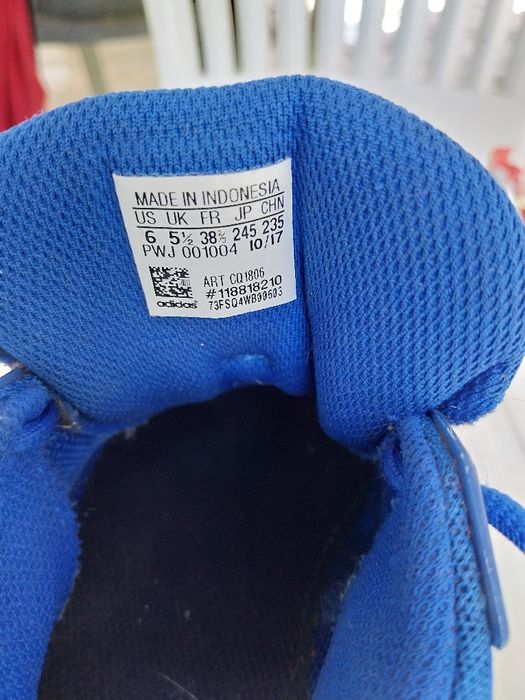 MADE IN INDONESIA
US UK FR JP CHN
6 5½ 38⅔ 245 235
PWJ 001004 10/17
ART CQ1806
#118818210
adidas 73FSQ4WB90503